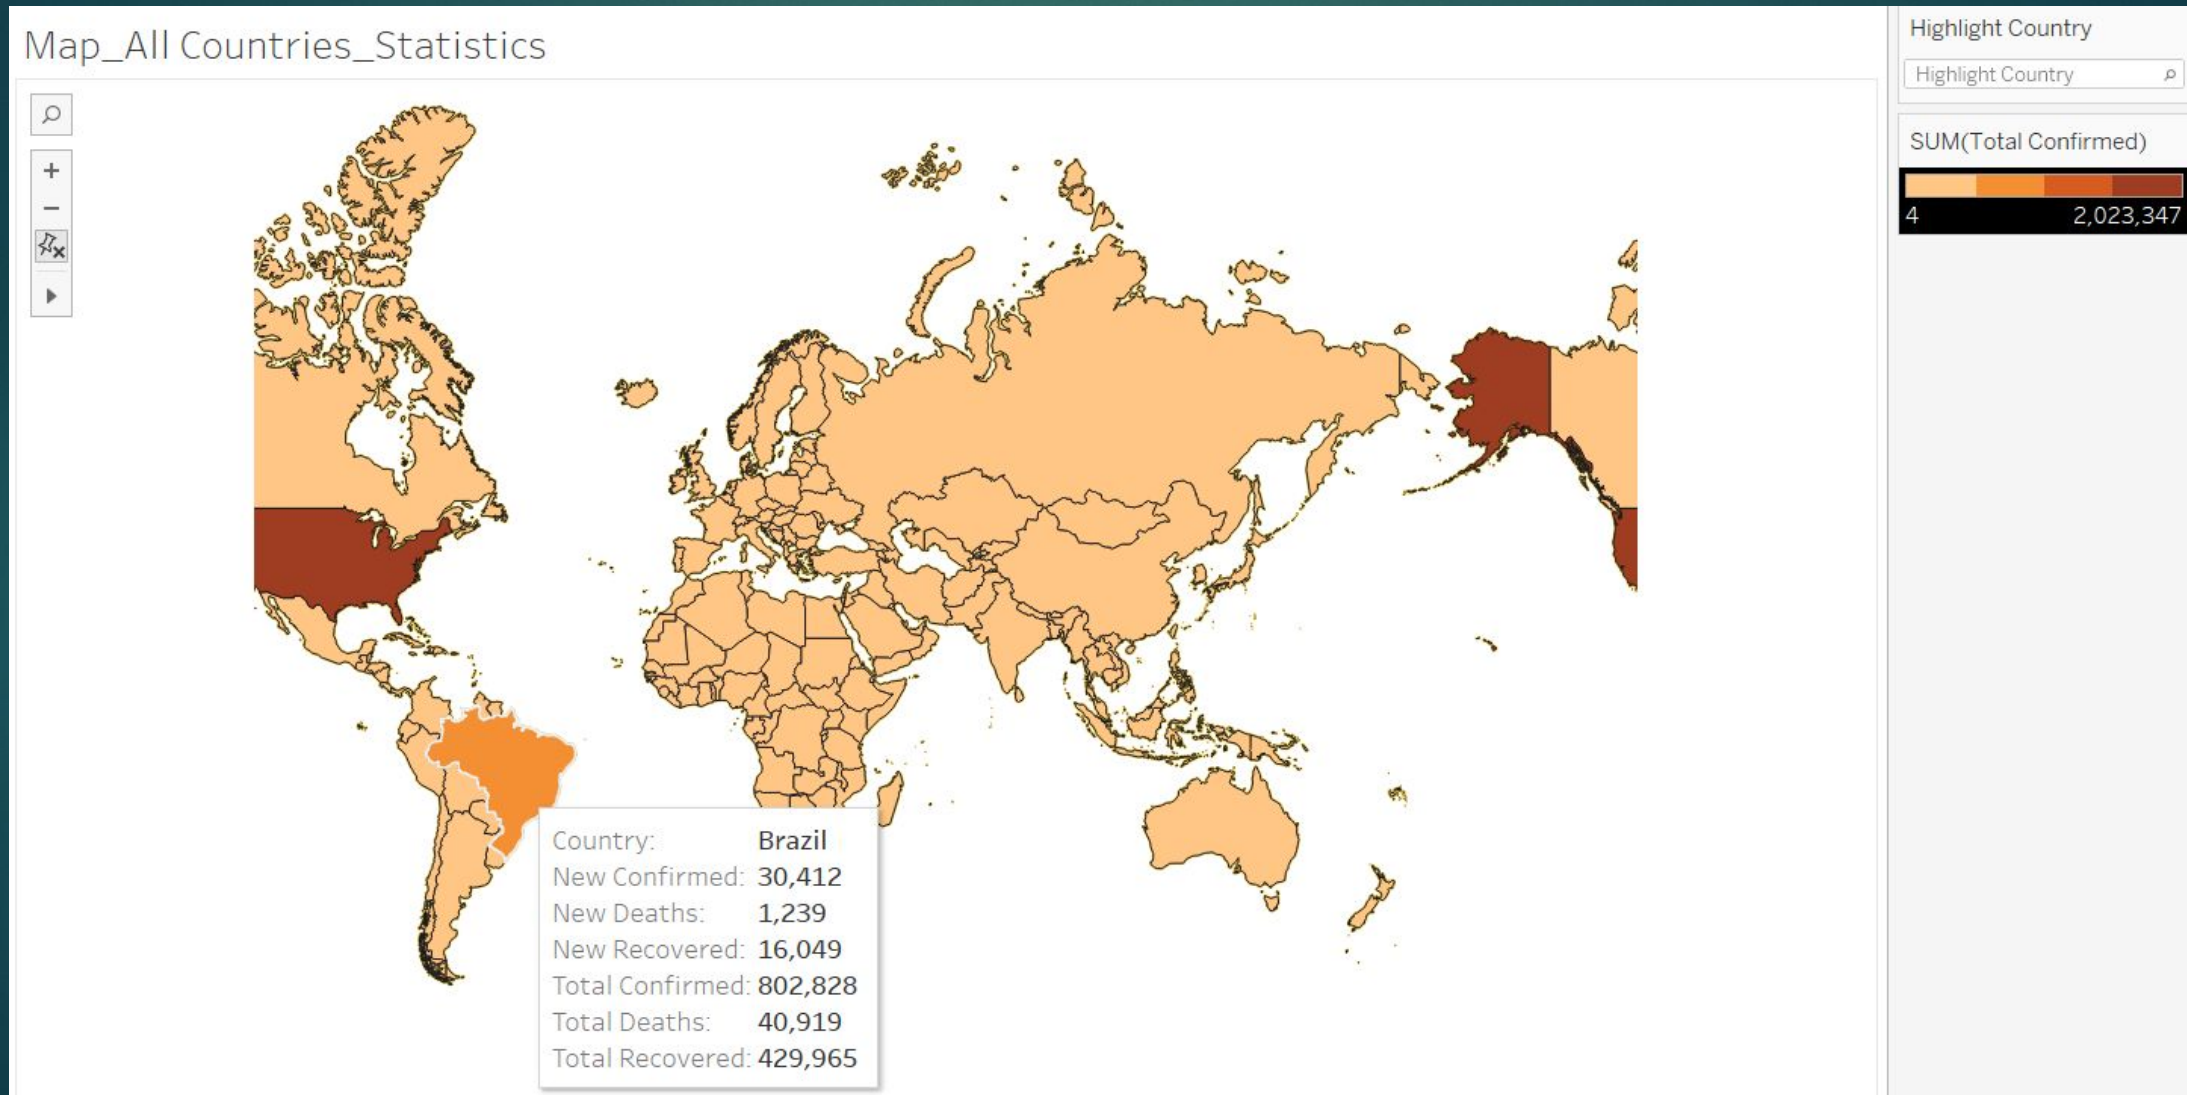 Map_All Countries_Statistics
Highlight Country
Highlight Country
SUM(Total Confirmed)
4 2,023,347
Country: Brazil
New Confirmed: 30,412
New Deaths: 1,239
New Recovered: 16,049
Total Confirmed: 802,828
Total Deaths: 40,919
Total Recovered: 429,965